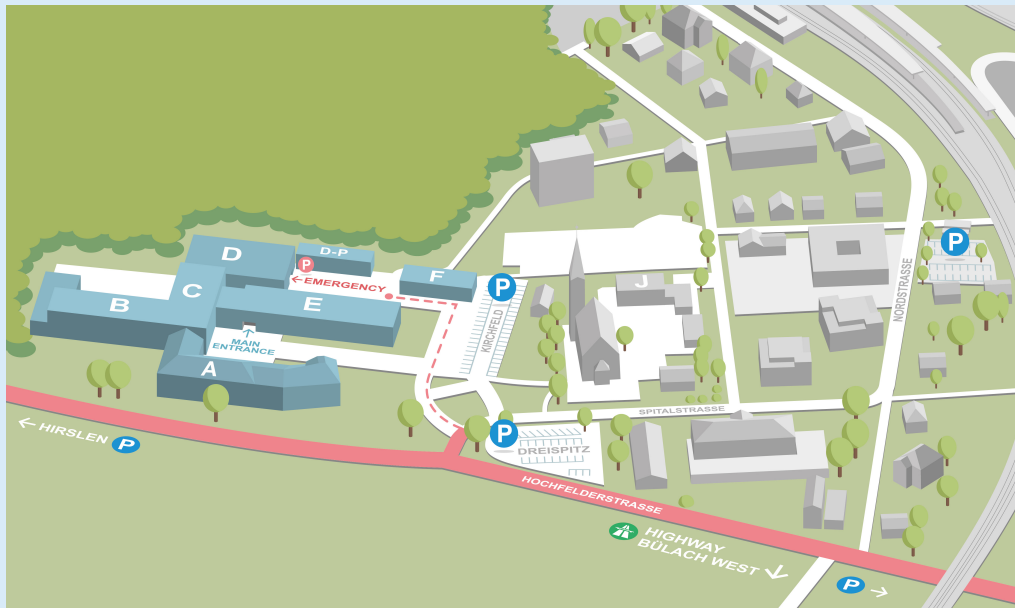 D
D-P
P
← EMERGENCY
F
P
C
B
E
MAIN
ENTRANCE
A
KIRCHFELD
J
P
NORDSTRASSE
← HIRSLEN P
P
DREISPITZ
SPITALSTRASSE
HOCHFELDERSTRASSE
HIGHWAY
BÜLACH WEST
P →